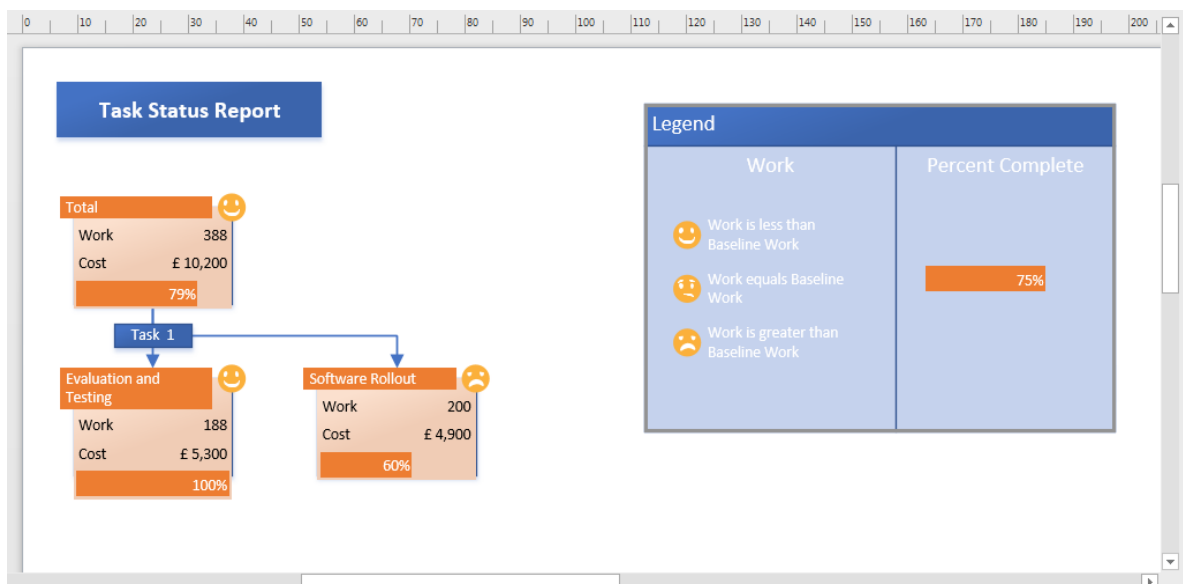 0 10 20 30 40 50 60 70 80 90 100 110 120 130 140 150 160 170 180 190 200
Task Status Report
Total
Work 388
Cost £ 10,200
79%
Task 1
Evaluation and
Testing
Work 188
Cost £ 5,300
100%
Software Rollout
Work 200
Cost £ 4,900
60%
Legend
Work
Work is less than
Baseline Work
Work equals Baseline
Work
Work is greater than
Baseline Work
Percent Complete
75%